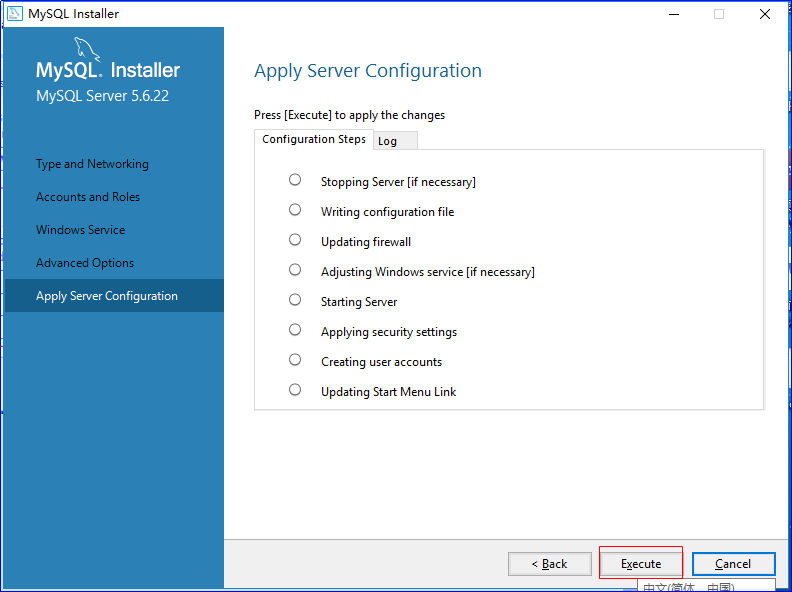 MySQL Installer
MySQL. Installer
MySQL Server 5.6.22
Type and Networking
Accounts and Roles
Windows Service
Advanced Options
Apply Server Configuration
Apply Server Configuration
Press [Execute] to apply the changes
Configuration Steps
Log
Stopping Server [if necessary]
Writing configuration file
Updating firewall
Adjusting Windows service [if necessary]
Starting Server
Applying security settings
Creating user accounts
Updating Start Menu Link
< Back
Execute
Cancel
中文(简体，中国)